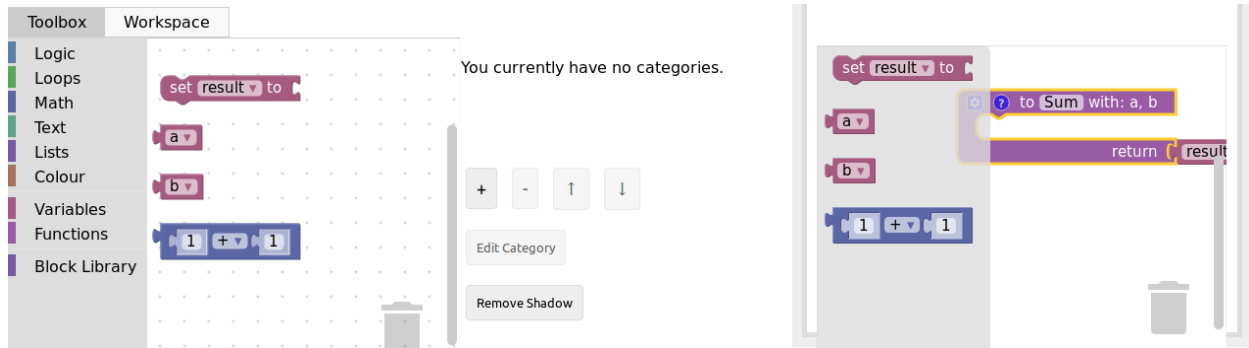 Toolbox Workspace
Logic
Loops
Math
Text
Lists
Colour
Variables
Functions
Block Library
set result ▾ to
a ▾
b ▾
1 + ▾ 1
You currently have no categories.
+ - ↑ ↓
Edit Category
Remove Shadow
set result ▾ to
a ▾
b ▾
1 + ▾ 1
? to Sum with: a, b
return result